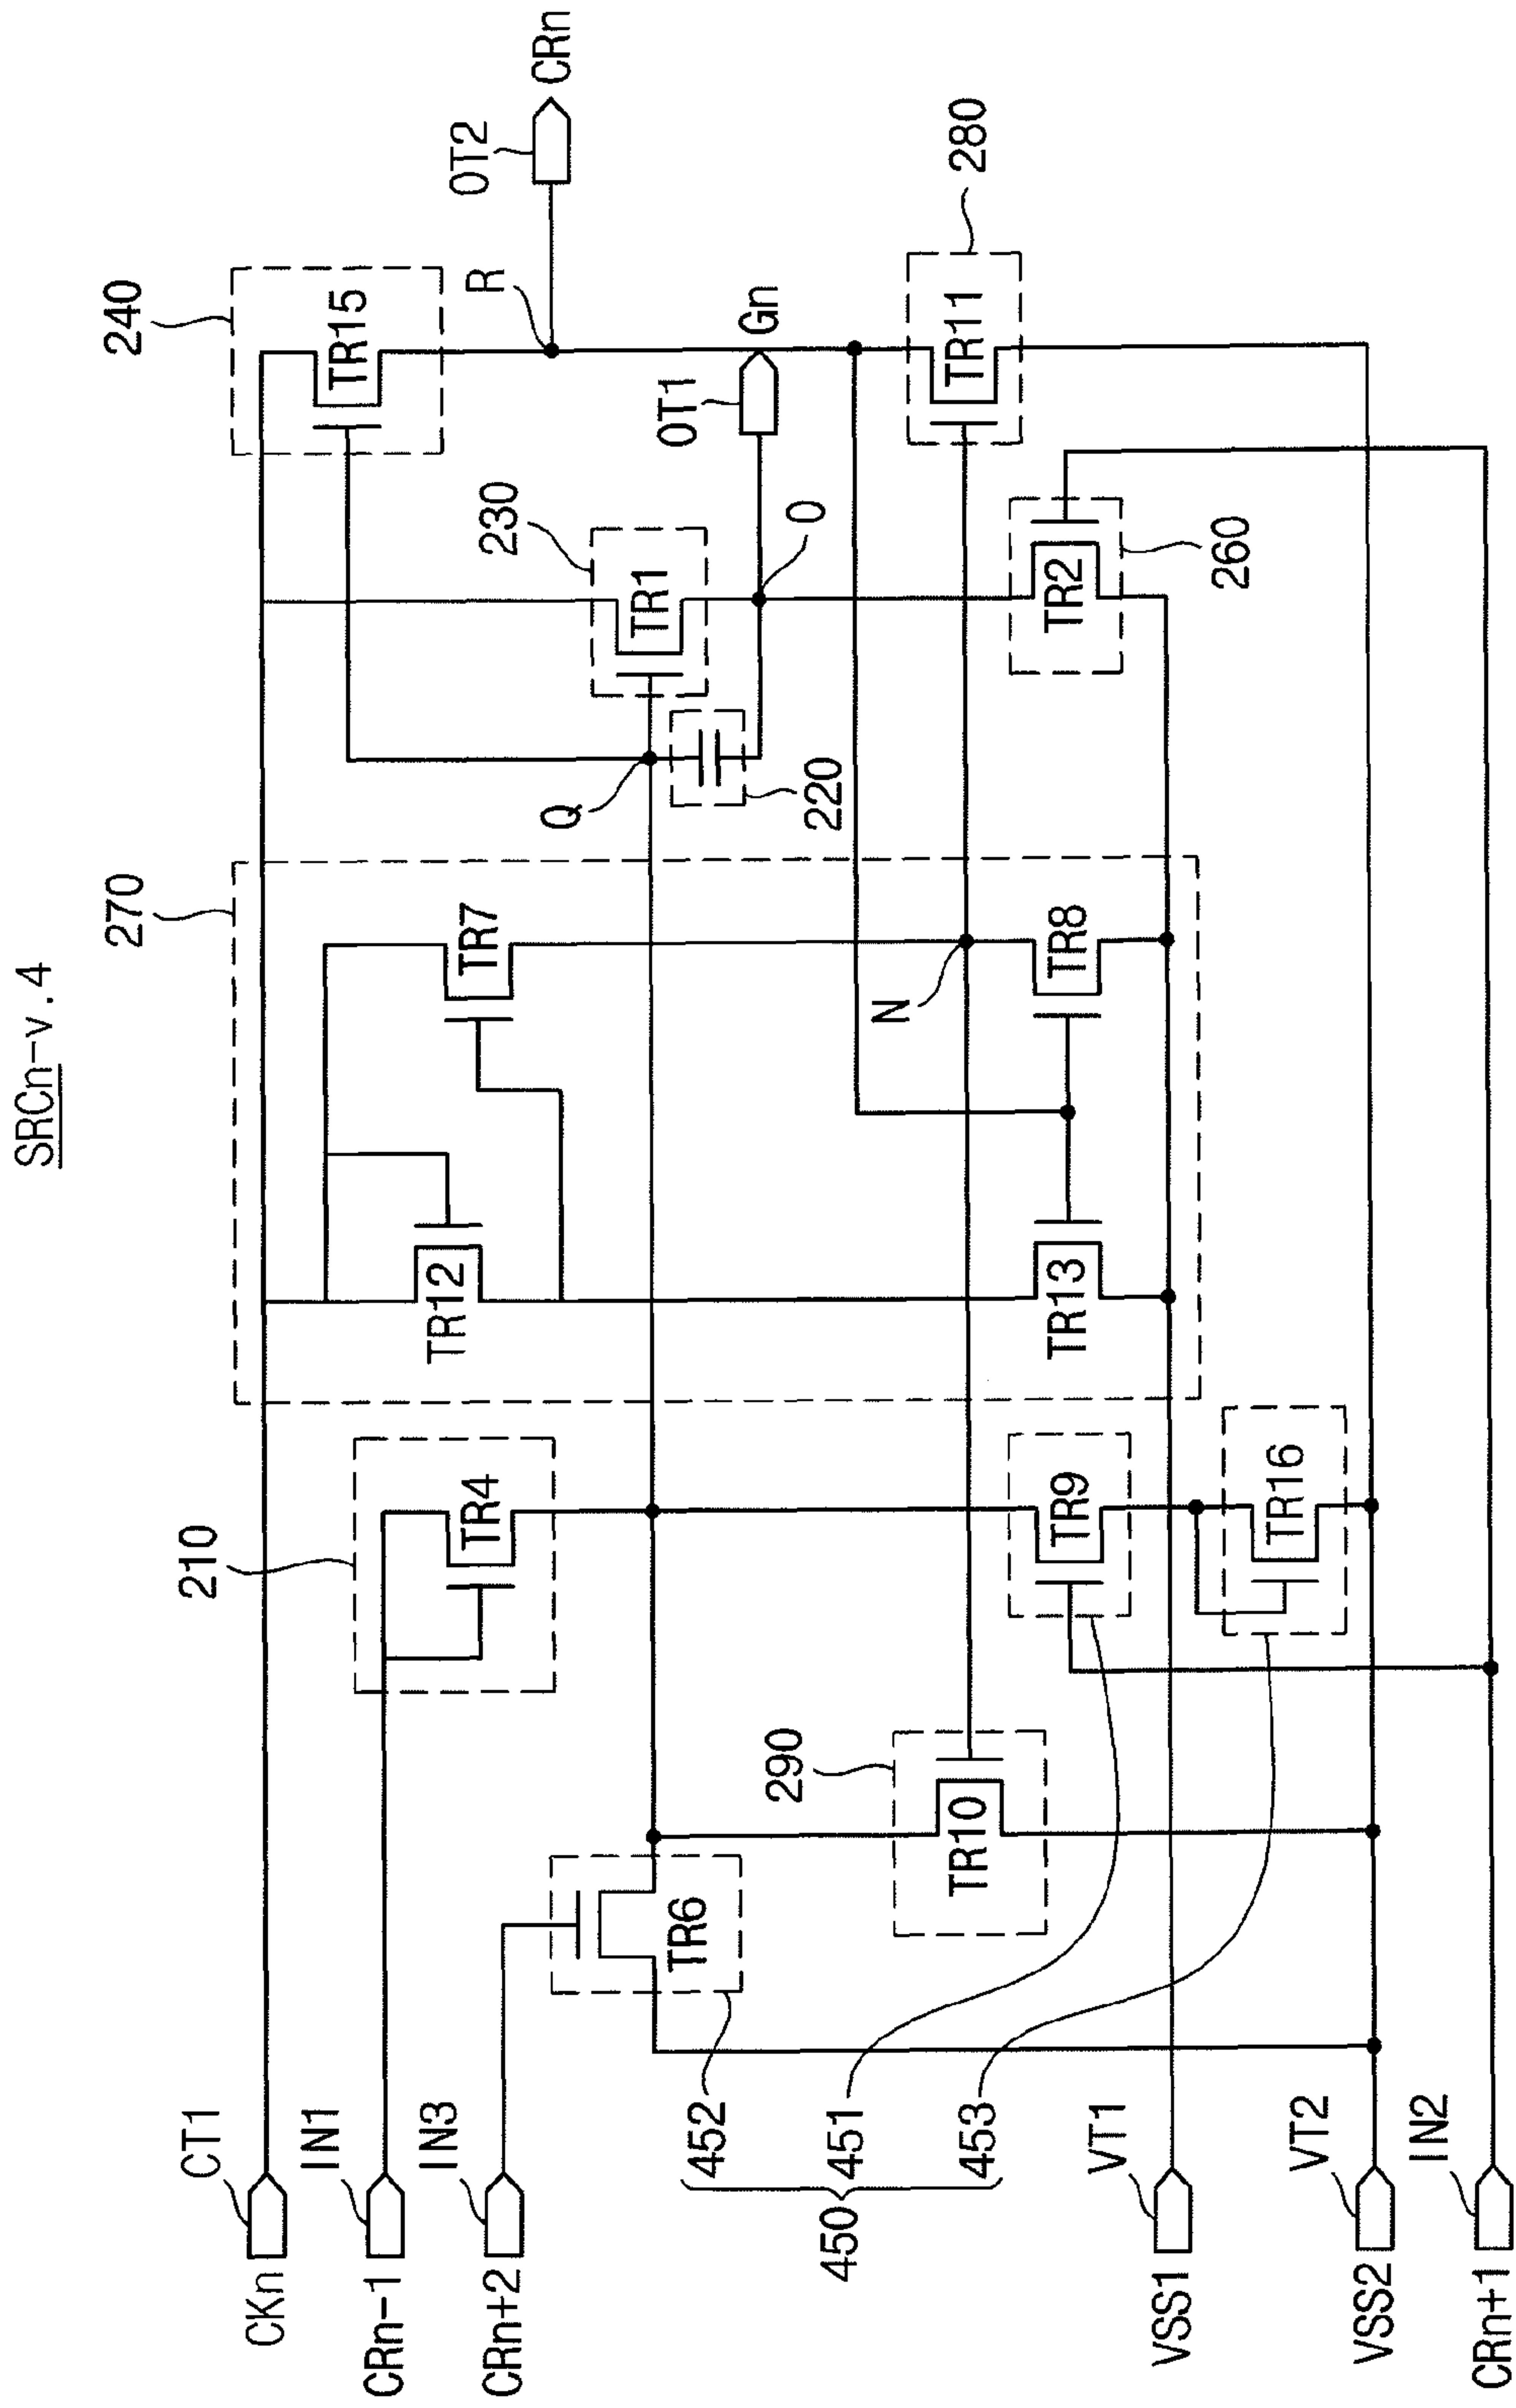 SRCn-v.4
240
TR15
R
OT2
CRn
270
TR7
TR12
230
TR1
Q
220
O
OT1
Gn
280
TR11
N
TR8
TR13
TR2
260
210
TR4
TR9
TR16
290
TR10
TR6
452
451
453
450
CT1
CKn
IN1
CRn-1
IN3
CRn+2
VT1
VSS1
VT2
VSS2
IN2
CRn+1